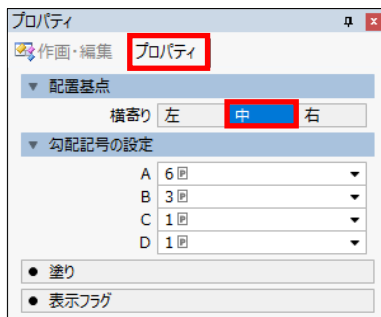 プロパティ
作画・編集 プロパティ
▼ 配置基点
横寄り 左 中 右
▼ 勾配記号の設定
A 6 P
B 3 P
C 1 P
D 1 P
● 塗り
● 表示フラグ